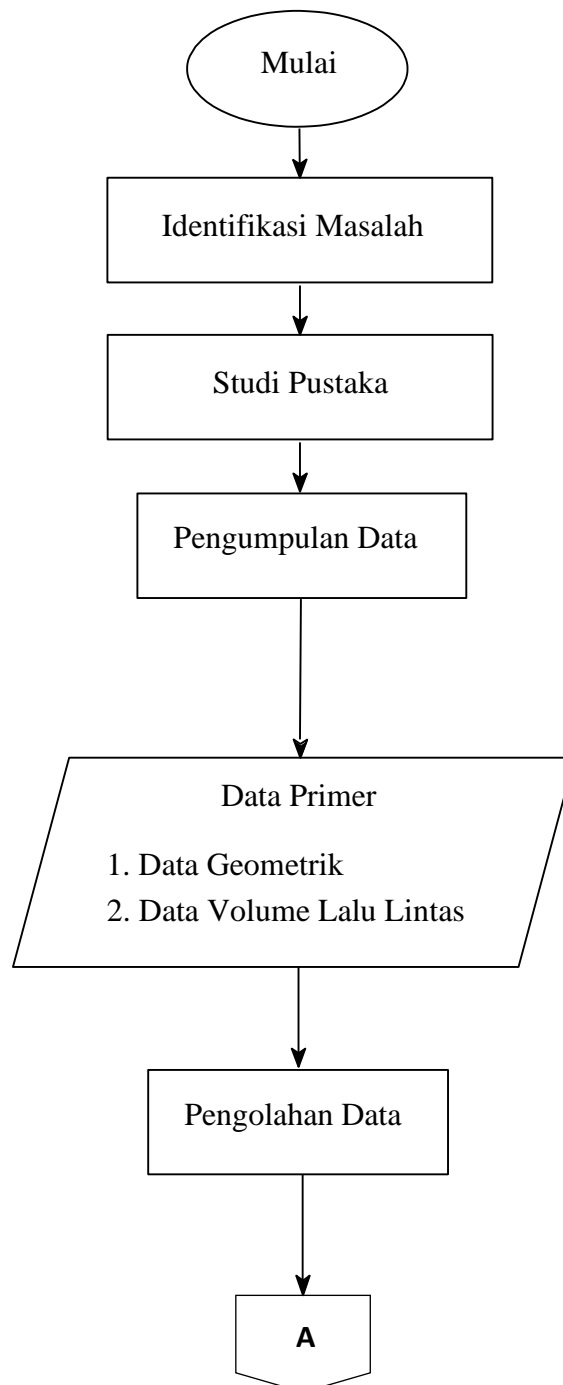 Mulai
Identifikasi Masalah
Studi Pustaka
Pengumpulan Data
Data Primer
1. Data Geometrik
2. Data Volume Lalu Lintas
Pengolahan Data
A